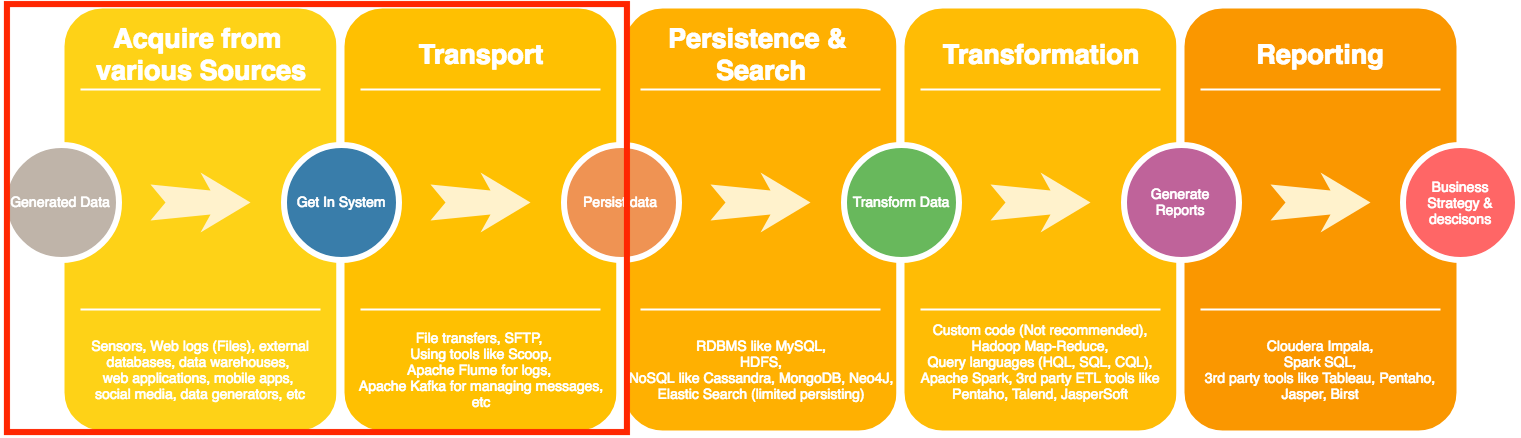 Acquire from
various Sources
Transport
Persistence &
Search
Transformation
Reporting
Generated Data
Get In System
Persist data
Transform Data
Generate
Reports
Business
Strategy &
descisons
Sensors, Web logs (Files), external
databases, data warehouses,
web applications, mobile apps,
social media, data generators, etc
File transfers, SFTP,
Using tools like Scoop,
Apache Flume for logs,
Apache Kafka for managing messages,
etc
RDBMS like MySQL,
HDFS,
NoSQL like Cassandra, MongoDB, Neo4J,
Elastic Search (limited persisting)
Custom code (Not recommended),
Hadoop Map-Reduce,
Query languages (HQL, SQL, CQL),
Apache Spark, 3rd party ETL tools like
Pentaho, Talend, JasperSoft
Cloudera Impala,
Spark SQL,
3rd party tools like Tableau, Pentaho,
Jasper, Birst